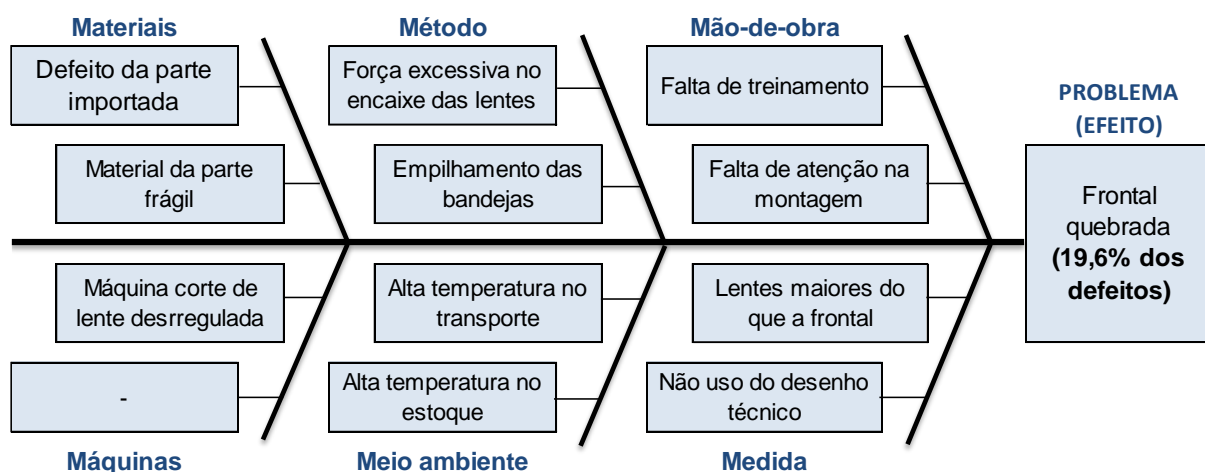 Materiais
Método
Mão-de-obra
Defeito da parte
importada
Força excessiva no
encaixe das lentes
Falta de treinamento
PROBLEMA
(EFEITO)
Material da parte
frágil
Empilhamento das
bandejas
Falta de atenção na
montagem
Frontal
quebrada
(19,6% dos
defeitos)
Máquina corte de
lente desrregulada
Alta temperatura no
transporte
Lentes maiores do
que a frontal
-
Alta temperatura no
estoque
Não uso do desenho
técnico
Máquinas
Meio ambiente
Medida